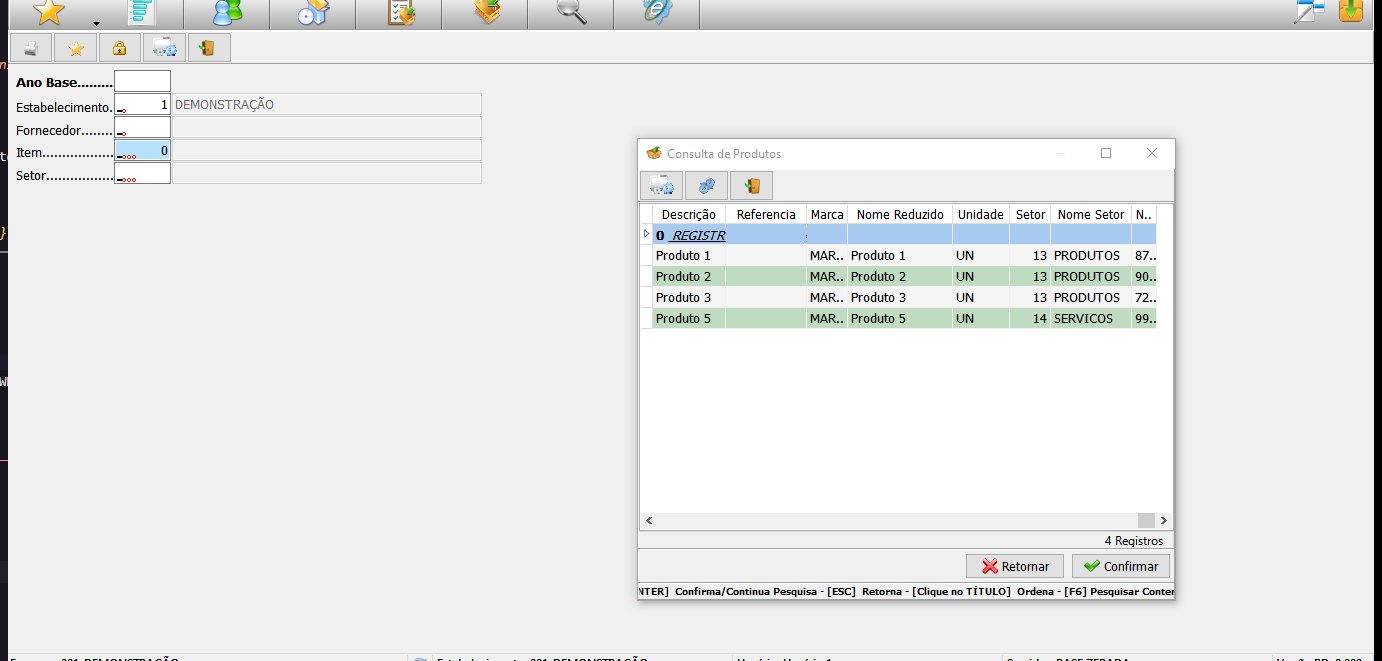 Ano Base.........
Estabelecimento. 1 DEMONSTRAÇÃO
Fornecedor........
Item................... 0
Setor..................
Consulta de Produtos
Descrição Referencia Marca Nome Reduzido Unidade Setor Nome Setor N..
0 REGISTR
Produto 1 MAR.. Produto 1 UN 13 PRODUTOS 87..
Produto 2 MAR.. Produto 2 UN 13 PRODUTOS 90..
Produto 3 MAR.. Produto 3 UN 13 PRODUTOS 72..
Produto 5 MAR.. Produto 5 UN 14 SERVICOS 99..
4 Registros
Retornar Confirmar
NTER] Confirma/Continua Pesquisa - [ESC] Retorna - [Clique no TÍTULO] Ordena - [F6] Pesquisar Conter